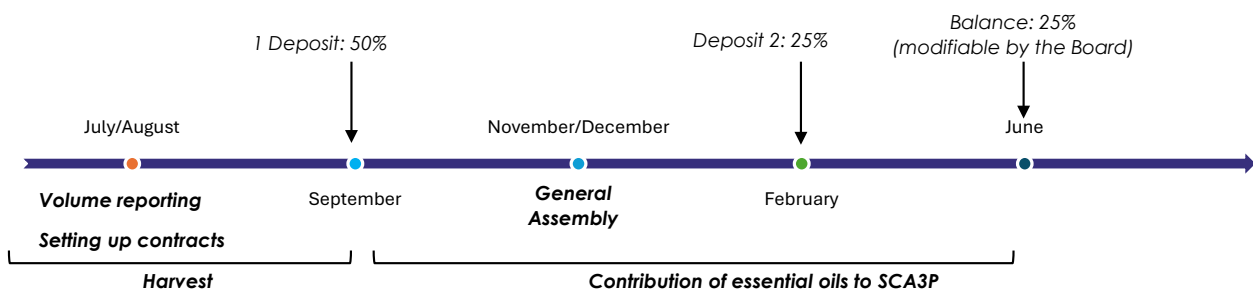 1 Deposit: 50%
Deposit 2: 25%
Balance: 25%
(modifiable by the Board)
July/August
November/December
June
Volume reporting
Setting up contracts
September
General
Assembly
February
Harvest
Contribution of essential oils to SCA3P